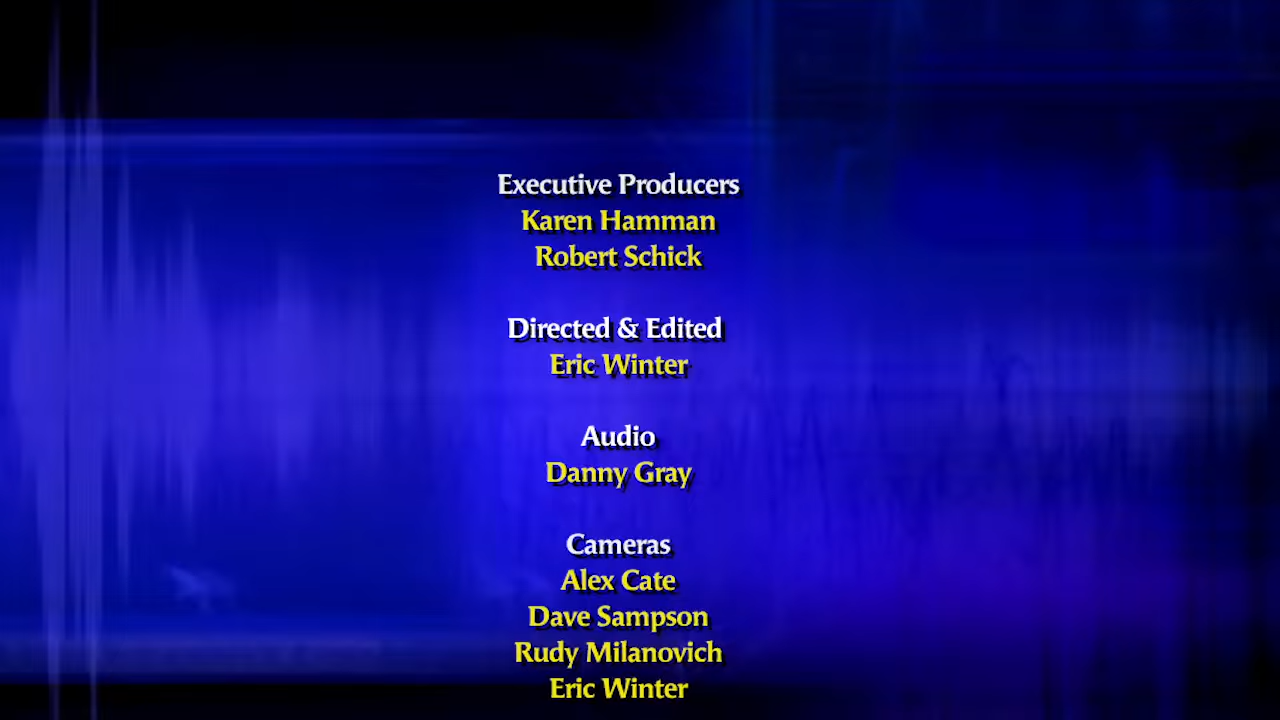 Executive Producers
Karen Hamman
Robert Schick
Directed & Edited
Eric Winter
Audio
Danny Gray
Cameras
Alex Cate
Dave Sampson
Rudy Milanovich
Eric Winter